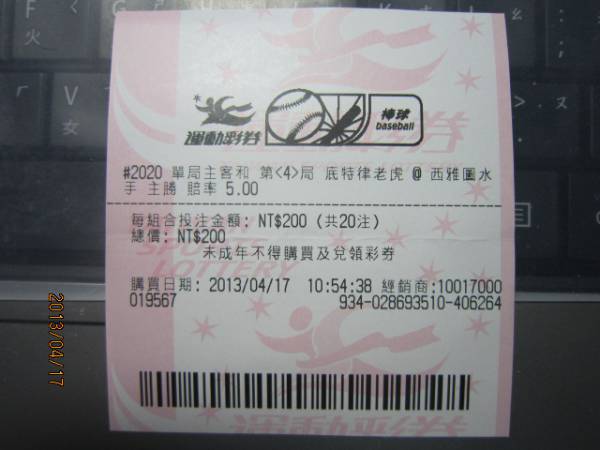 運動彩券
棒球
baseball
#2020 單局主客和 第<4>局 底特律老虎 @ 西雅圖水
手 主勝 賠率 5.00
每組合投注金額: NT$200 (共20注)
總價: NT$200
未成年不得購買及兌領彩券
購買日期: 2013/04/17 10:54:38 經銷商:10017000
019567 934-028693510-406264
SPORTS
LOTTERY
2013/04/17